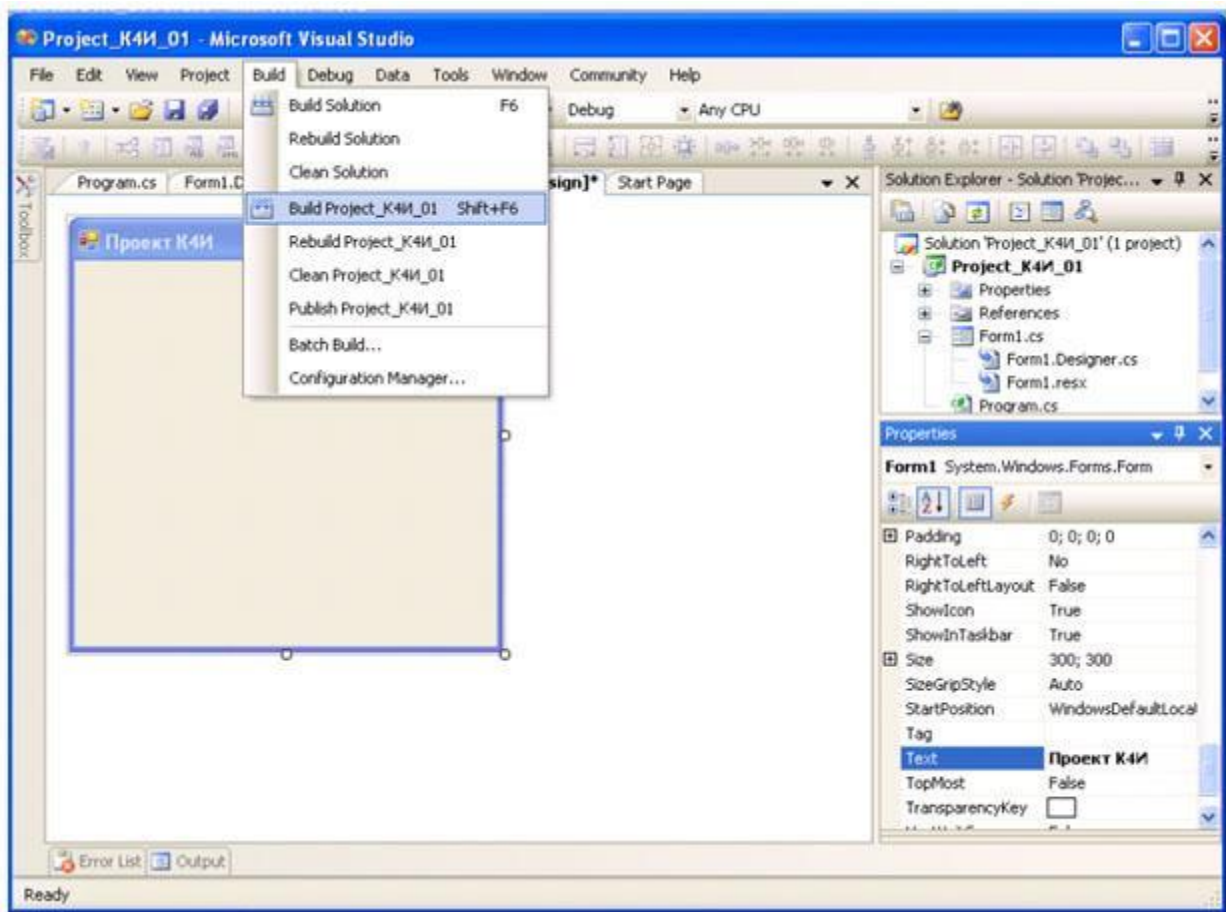 Project_К4И_01 - Microsoft Visual Studio
File Edit View Project Build Debug Data Tools Window Community Help
Debug Any CPU
Build Solution F6
Rebuild Solution
Clean Solution
Build Project_К4И_01 Shift+F6
Rebuild Project_К4И_01
Clean Project_К4И_01
Publish Project_К4И_01
Batch Build...
Configuration Manager...
Toolbox
Program.cs Form1.D sign]* Start Page
Проект К4И
Solution Explorer - Solution 'Projec...
Solution 'Project_К4И_01' (1 project)
Project_К4И_01
Properties
References
Form1.cs
Form1.Designer.cs
Form1.resx
Program.cs
Properties
Form1 System.Windows.Forms.Form
Padding 0; 0; 0; 0
RightToLeft No
RightToLeftLayout False
ShowIcon True
ShowInTaskbar True
Size 300; 300
SizeGripStyle Auto
StartPosition WindowsDefaultLocal
Tag
Text Проект К4И
TopMost False
TransparencyKey
Error List Output
Ready